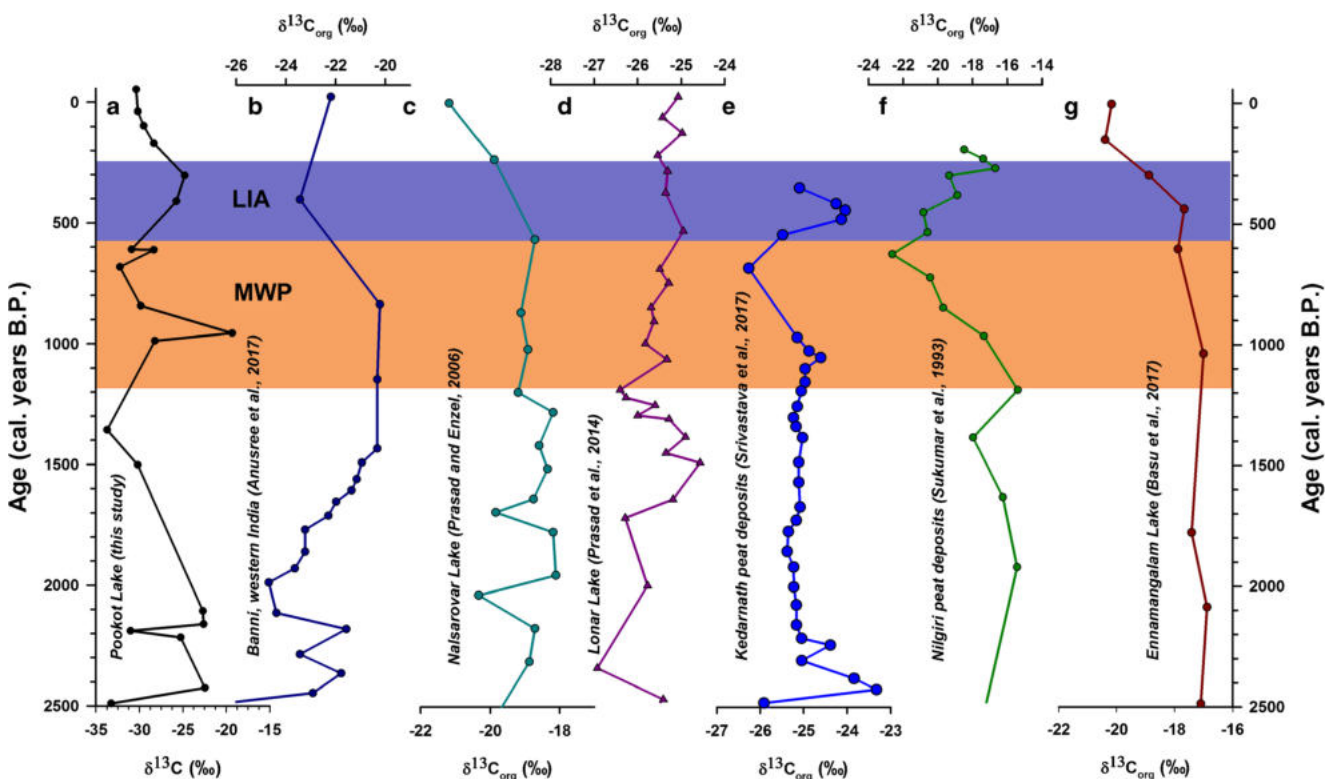 δ13Corg (‰)
δ13Corg (‰)
δ13Corg (‰)
-26 -24 -22 -20
-28 -27 -26 -25 -24
-24 -22 -20 -18 -16 -14
a b c d e f g
0
500
1000
1500
2000
2500
Age (cal. years B.P.)
LIA
MWP
Pookot Lake (this study)
Banni, western India (Anusree et al., 2017)
Nalsarovar Lake (Prasad and Enzel, 2006)
Lonar Lake (Prasad et al., 2014)
Kedarnath peat deposits (Srivastava et al., 2017)
Nilgiri peat deposits (Sukumar et al., 1993)
Ennamangalam Lake (Basu et al., 2017)
0
500
1000
1500
2000
2500
Age (cal. years B.P.)
-35 -30 -25 -20 -15
-22 -20 -18
-27 -26 -25 -24 -23
-22 -20 -18 -16
δ13C (‰)
δ13Corg (‰)
δ13Corg (‰)
δ13Corg (‰)